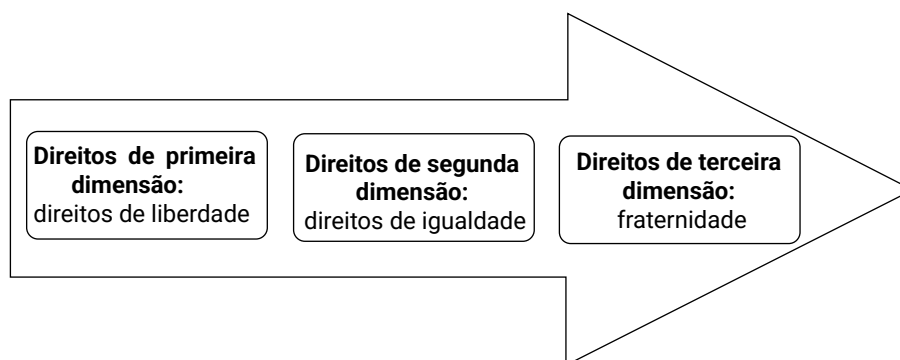 Direitos de primeira
dimensão:
direitos de liberdade
Direitos de segunda
dimensão:
direitos de igualdade
Direitos de terceira
dimensão:
fraternidade